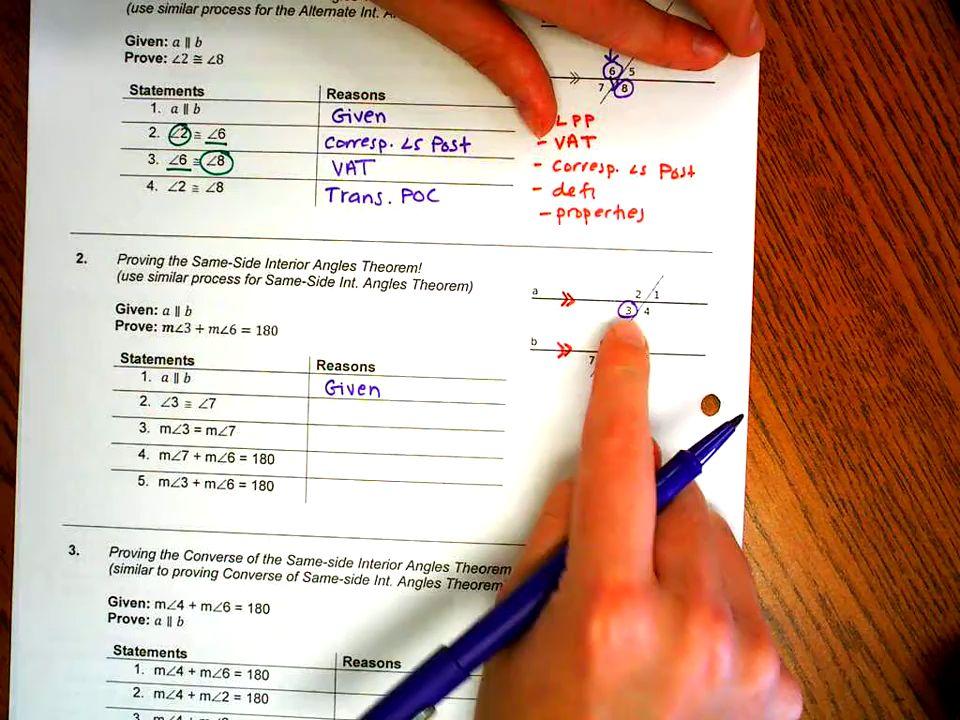 (use similar process for the Alternate Int. A
Given: a ∥ b
Prove: ∠2 ≅ ∠8
Statements Reasons
1. a ∥ b Given
2. ∠2 ≅ ∠6 Corresp. ∠s Post
3. ∠6 ≅ ∠8 VAT
4. ∠2 ≅ ∠8 Trans. POC
6 5
7 8
LPP
- VAT
- Corresp. ∠s Post
- defi
- properties
2. Proving the Same-Side Interior Angles Theorem!
(use similar process for Same-Side Int. Angles Theorem)
Given: a ∥ b
Prove: m∠3 + m∠6 = 180
Statements Reasons
1. a ∥ b Given
2. ∠3 ≅ ∠7
3. m∠3 = m∠7
4. m∠7 + m∠6 = 180
5. m∠3 + m∠6 = 180
a 2 1
3 4
b
7
3. Proving the Converse of the Same-side Interior Angles Theorem
(similar to proving Converse of Same-side Int. Angles Theorem
Given: m∠4 + m∠6 = 180
Prove: a ∥ b
Statements Reasons
1. m∠4 + m∠6 = 180
2. m∠4 + m∠2 = 180